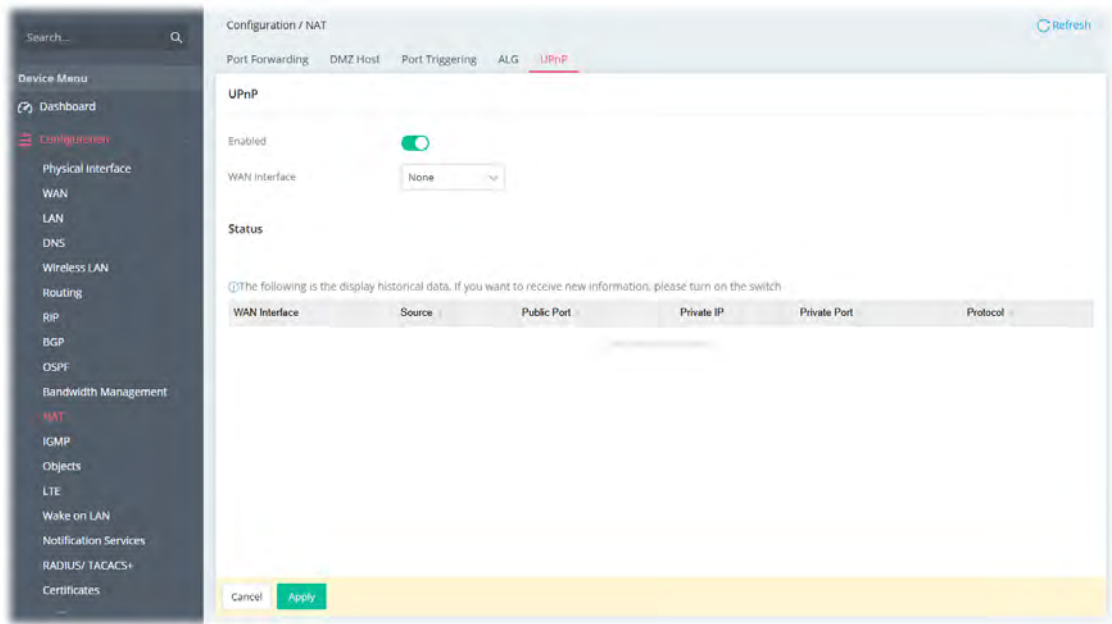 Search...
Device Menu
Dashboard
Configuration
Physical Interface
WAN
LAN
DNS
Wireless LAN
Routing
RIP
BGP
OSPF
Bandwidth Management
NAT
IGMP
Objects
LTE
Wake on LAN
Notification Services
RADIUS/ TACACS+
Certificates
Configuration / NAT
Refresh
Port Forwarding DMZ Host Port Triggering ALG UPnP
UPnP
Enabled
WAN Interface None
Status
The following is the display historical data. If you want to receive new information, please turn on the switch
WAN Interface Source Public Port Private IP Private Port Protocol
Cancel Apply